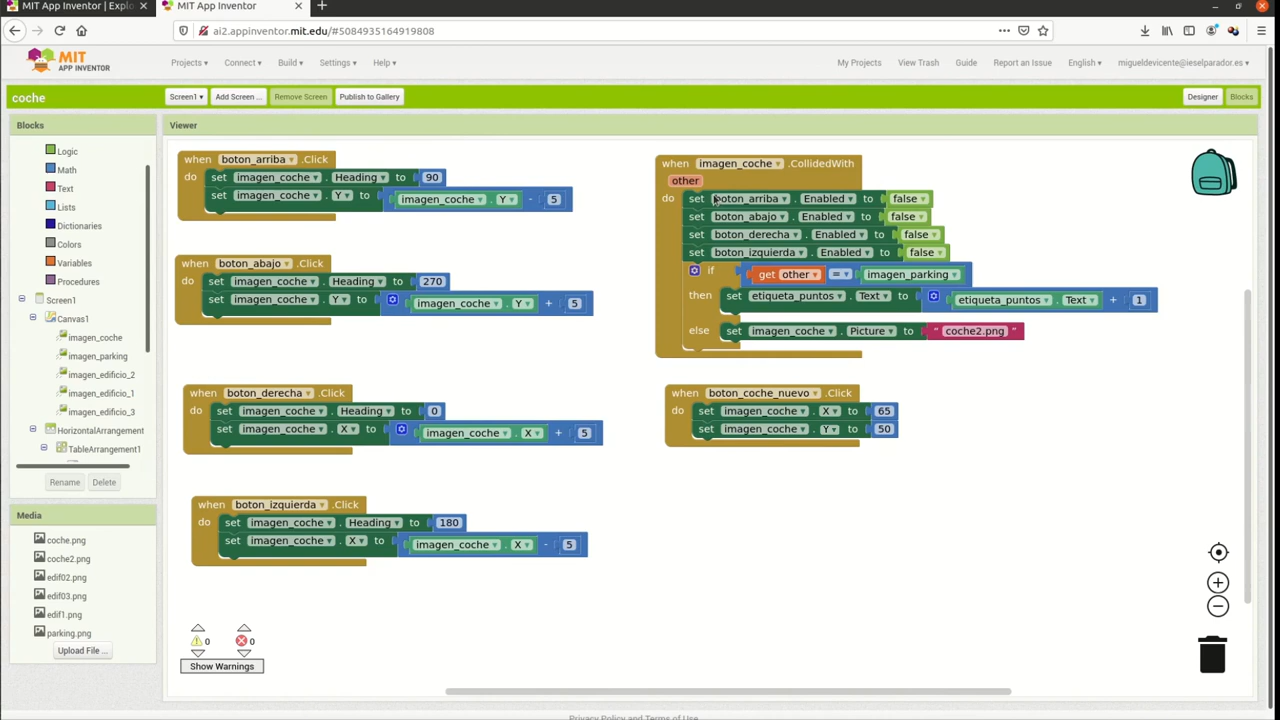 MIT App Inventor | Explo
MIT App Inventor
ai2.appinventor.mit.edu/#5084935164919808
MIT
APP INVENTOR
Projects
Connect
Build
Settings
Help
My Projects
View Trash
Guide
Report an Issue
English
migueldevicente@ieselparador.es
coche
Screen1
Add Screen ...
Remove Screen
Publish to Gallery
Designer
Blocks
Blocks
Viewer
Logic
Math
Text
Lists
Dictionaries
Colors
Variables
Procedures
Screen1
Canvas1
imagen_coche
imagen_parking
imagen_edificio_2
imagen_edificio_1
imagen_edificio_3
HorizontalArrangement
TableArrangement1
Rename
Delete
Media
coche.png
coche2.png
edif02.png
edif03.png
edif1.png
parking.png
Upload File ...
when boton_arriba .Click
do set imagen_coche . Heading to 90
set imagen_coche . Y to imagen_coche . Y - 5
when boton_abajo .Click
do set imagen_coche . Heading to 270
set imagen_coche . Y to imagen_coche . Y + 5
when boton_derecha .Click
do set imagen_coche . Heading to 0
set imagen_coche . X to imagen_coche . X + 5
when boton_izquierda .Click
do set imagen_coche . Heading to 180
set imagen_coche . X to imagen_coche . X - 5
when imagen_coche .CollidedWith
other
do set boton_arriba . Enabled to false
set boton_abajo . Enabled to false
set boton_derecha . Enabled to false
set boton_izquierda . Enabled to false
if get other = imagen_parking
then set etiqueta_puntos . Text to etiqueta_puntos . Text + 1
else set imagen_coche . Picture to " coche2.png "
when boton_coche_nuevo .Click
do set imagen_coche . X to 65
set imagen_coche . Y to 50
0
0
Show Warnings
Privacy Policy and Terms of Use